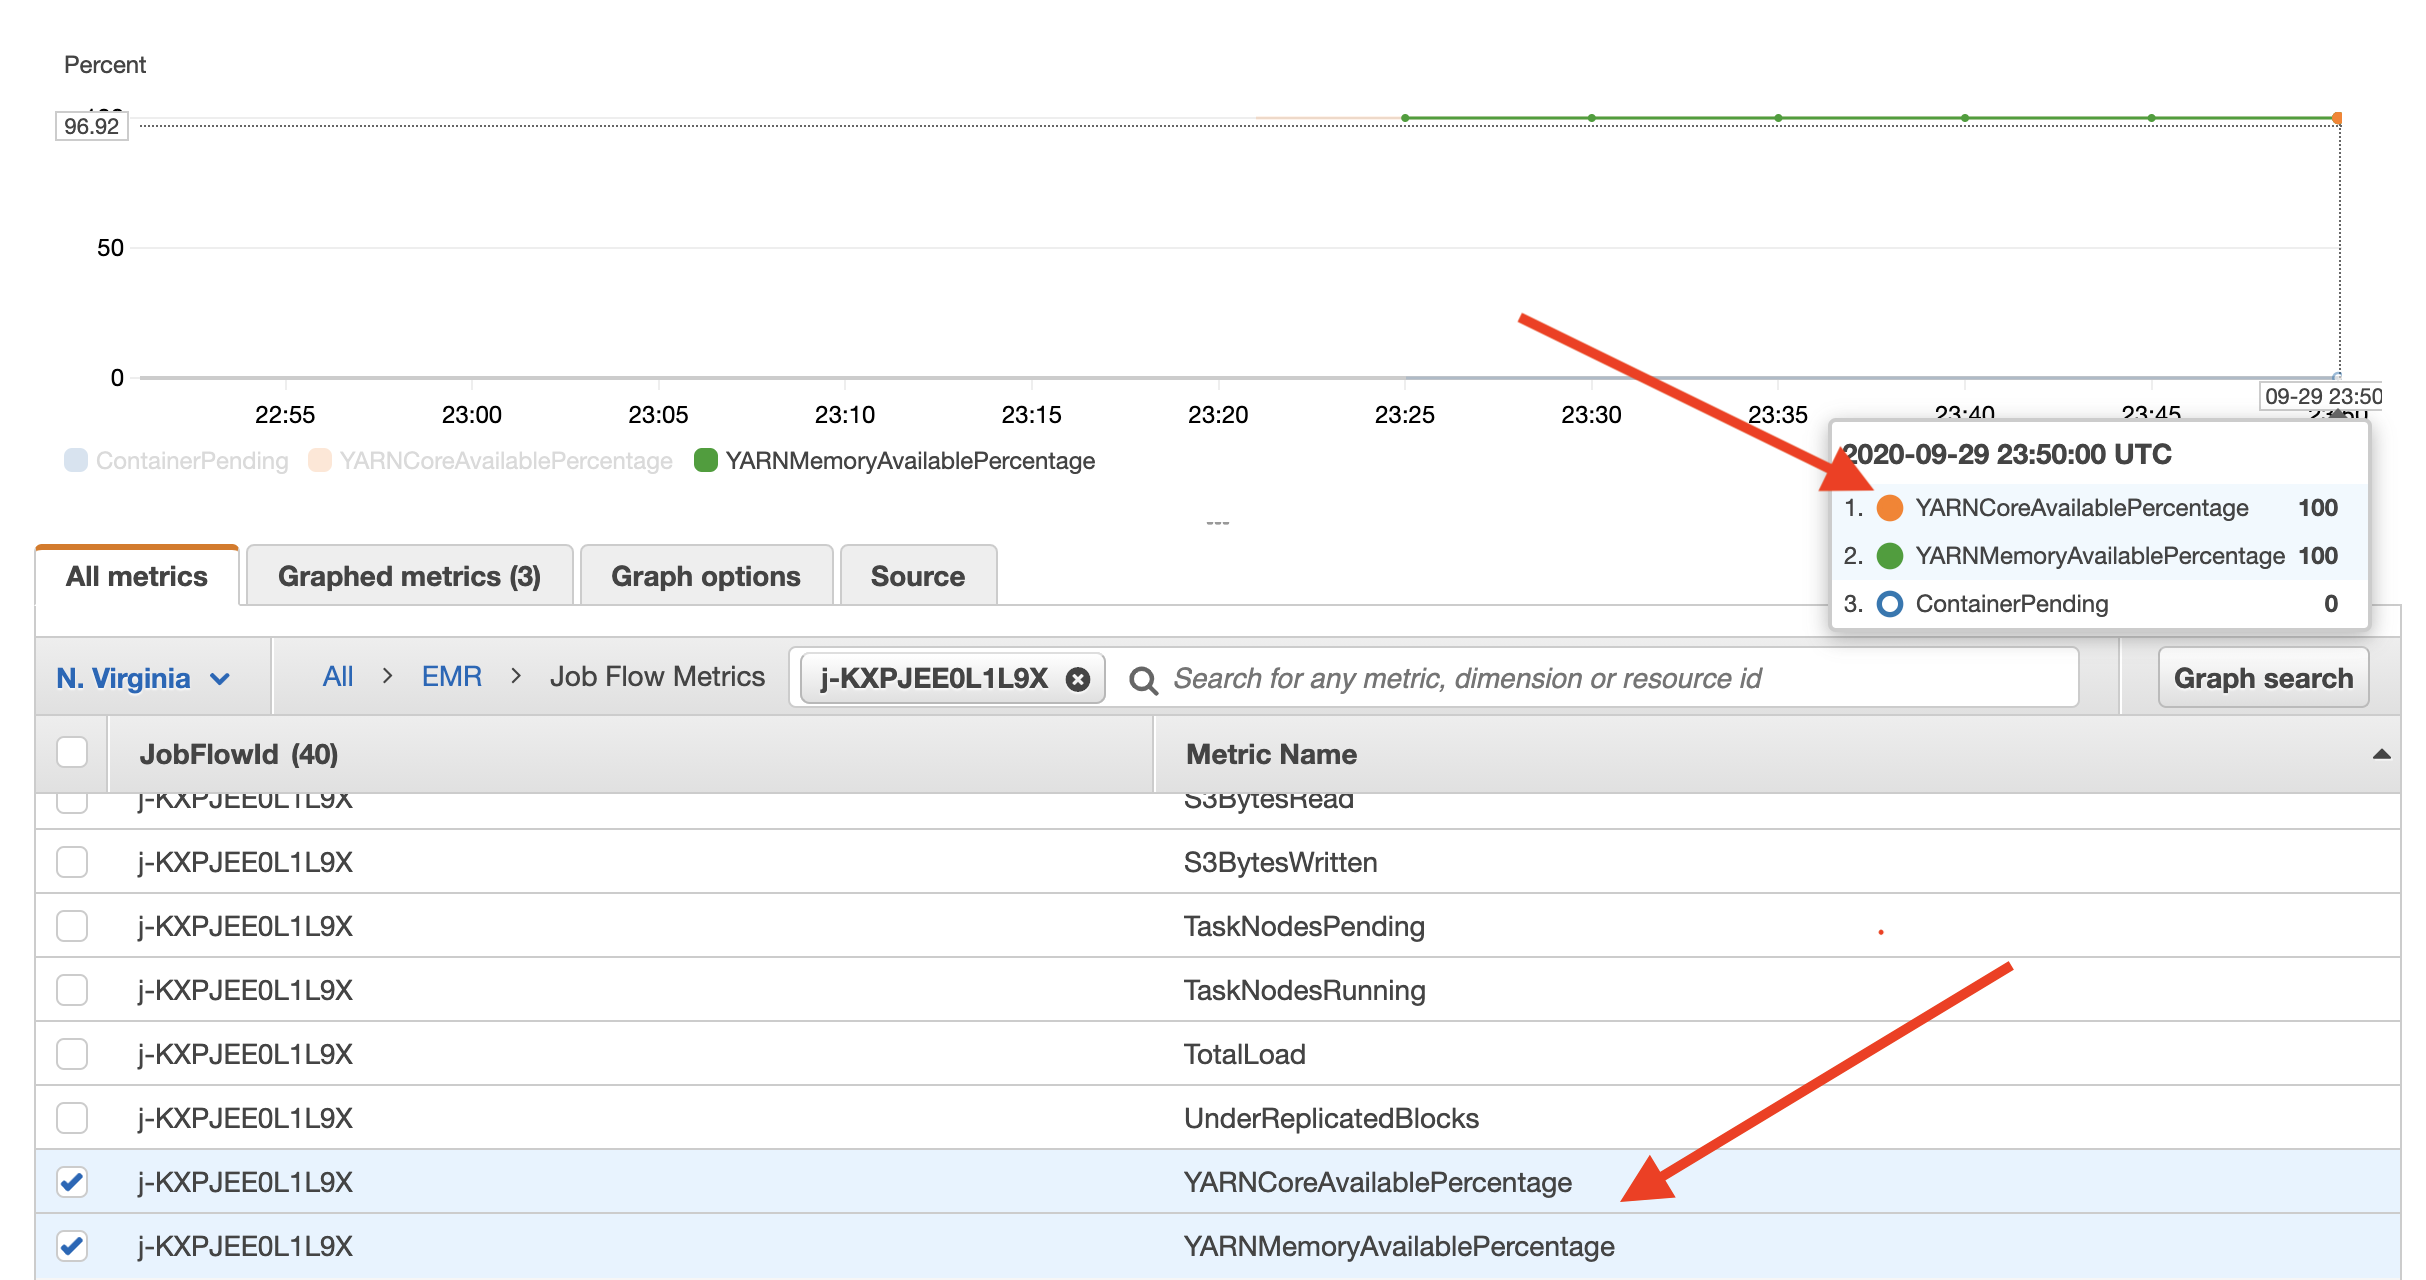 Percent
96.92
50
0
22:55 23:00 23:05 23:10 23:15 23:20 23:25 23:30 23:35 23:40 23:45
09-29 23:50
ContainerPending YARNCoreAvailablePercentage YARNMemoryAvailablePercentage
2020-09-29 23:50:00 UTC
1. YARNCoreAvailablePercentage 100
2. YARNMemoryAvailablePercentage 100
3. ContainerPending 0
All metrics Graphed metrics (3) Graph options Source
N. Virginia All > EMR > Job Flow Metrics j-KXPJEE0L1L9X Search for any metric, dimension or resource id Graph search
JobFlowId (40) Metric Name
j-KXPJEE0L1L9X S3BytesRead
j-KXPJEE0L1L9X S3BytesWritten
j-KXPJEE0L1L9X TaskNodesPending
j-KXPJEE0L1L9X TaskNodesRunning
j-KXPJEE0L1L9X TotalLoad
j-KXPJEE0L1L9X UnderReplicatedBlocks
j-KXPJEE0L1L9X YARNCoreAvailablePercentage
j-KXPJEE0L1L9X YARNMemoryAvailablePercentage